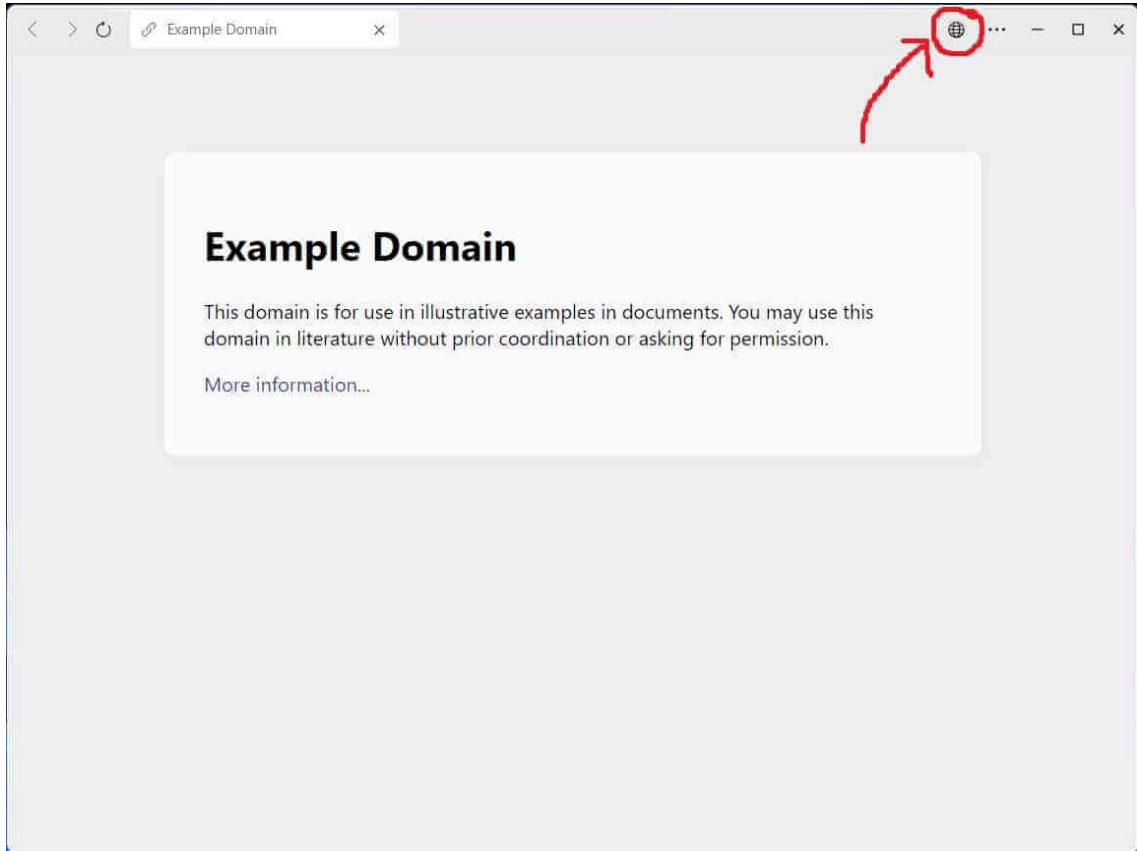 Example Domain
Example Domain
This domain is for use in illustrative examples in documents. You may use this
domain in literature without prior coordination or asking for permission.
More information...